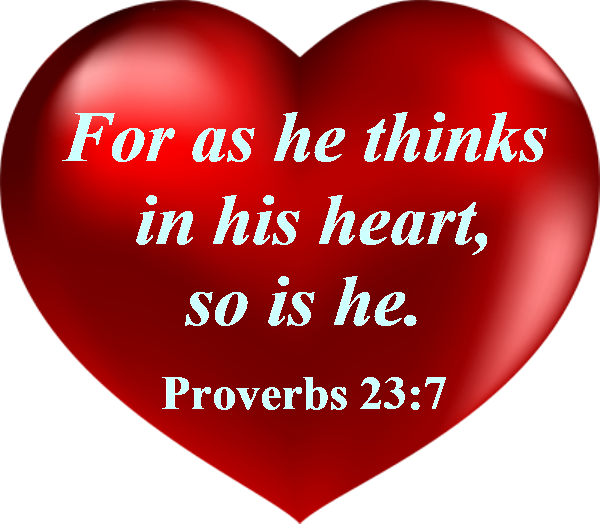 For as he thinks
in his heart,
so is he.
Proverbs 23:7